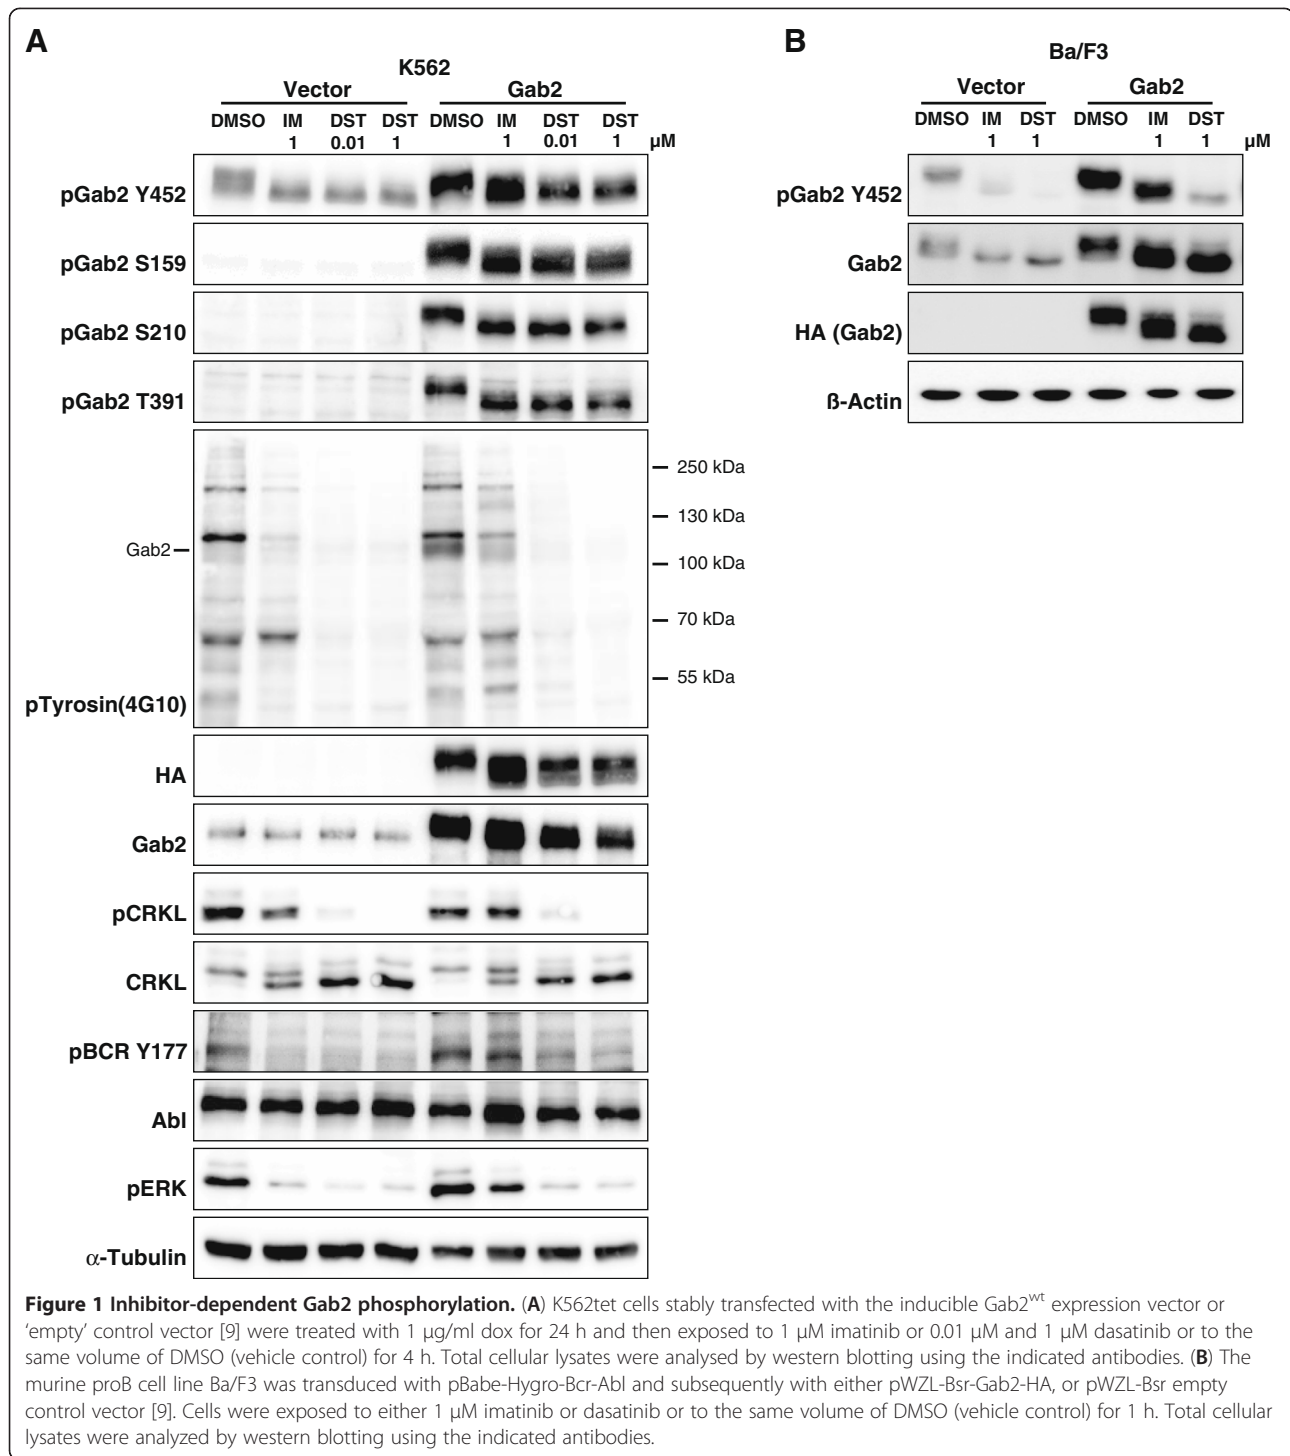 A
K562
Vector Gab2
DMSO IM DST DST DMSO IM DST DST
1 0.01 1 1 0.01 1 µM
pGab2 Y452
pGab2 S159
pGab2 S210
pGab2 T391
250 kDa
130 kDa
Gab2
100 kDa
70 kDa
55 kDa
pTyrosin(4G10)
HA
Gab2
pCRKL
CRKL
pBCR Y177
Abl
pERK
α-Tubulin
B
Ba/F3
Vector Gab2
DMSO IM DST DMSO IM DST
1 1 1 1 µM
pGab2 Y452
Gab2
HA (Gab2)
ß-Actin
Figure 1 Inhibitor-dependent Gab2 phosphorylation. (A) K562tet cells stably transfected with the inducible Gab2wt expression vector or
‘empty’ control vector [9] were treated with 1 µg/ml dox for 24 h and then exposed to 1 µM imatinib or 0.01 µM and 1 µM dasatinib or to the
same volume of DMSO (vehicle control) for 4 h. Total cellular lysates were analysed by western blotting using the indicated antibodies. (B) The
murine proB cell line Ba/F3 was transduced with pBabe-Hygro-Bcr-Abl and subsequently with either pWZL-Bsr-Gab2-HA, or pWZL-Bsr empty
control vector [9]. Cells were exposed to either 1 µM imatinib or dasatinib or to the same volume of DMSO (vehicle control) for 1 h. Total cellular
lysates were analyzed by western blotting using the indicated antibodies.